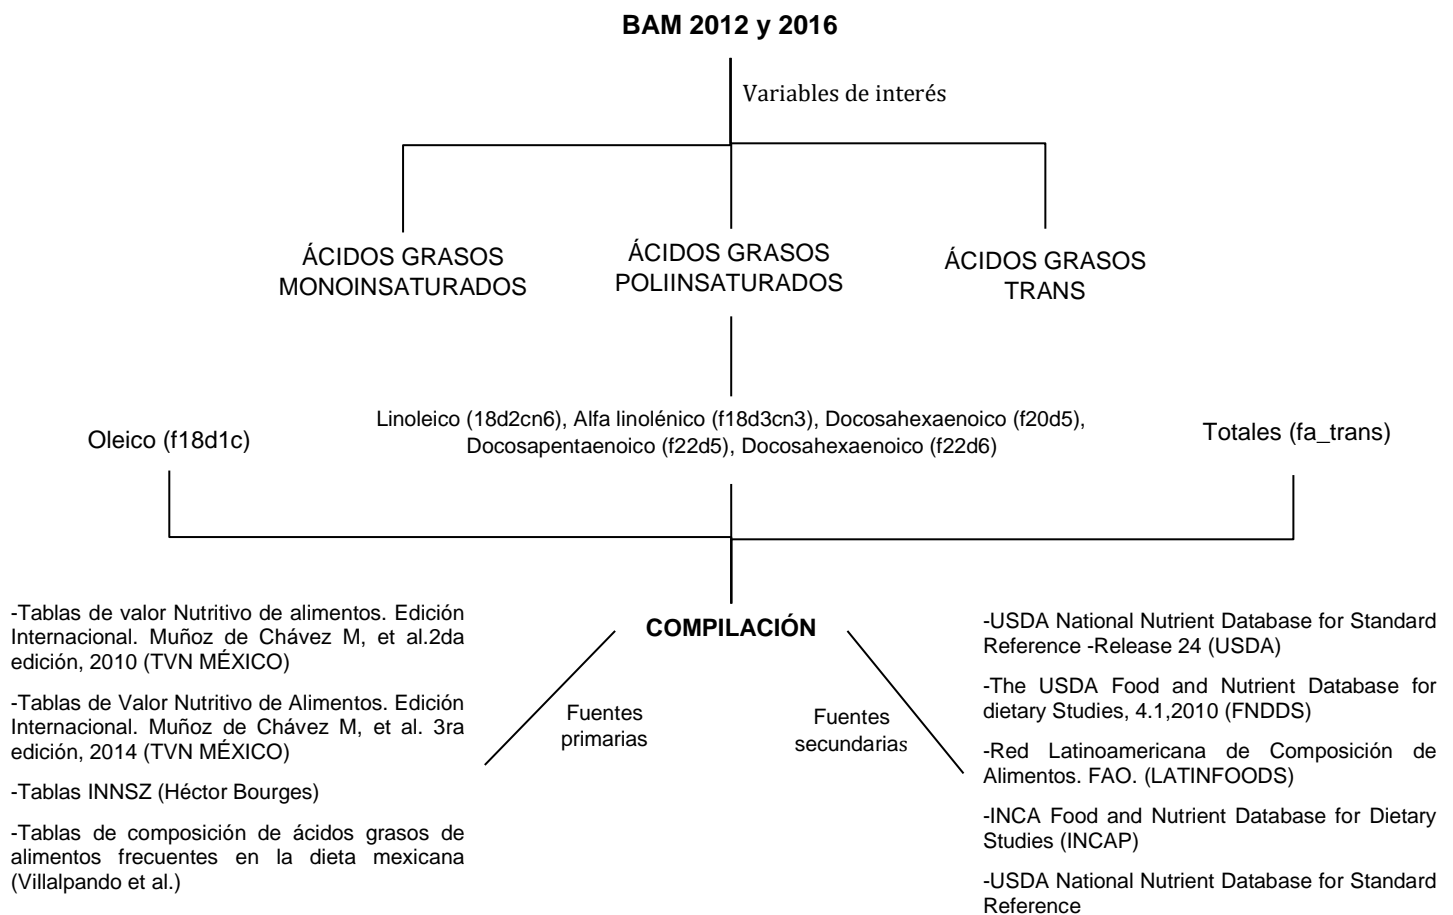 BAM 2012 y 2016
Variables de interés
ÁCIDOS GRASOS
MONOINSATURADOS
ÁCIDOS GRASOS
POLIINSATURADOS
ÁCIDOS GRASOS
TRANS
Oleico (f18d1c)
Linoleico (18d2cn6), Alfa linolénico (f18d3cn3), Docosahexaenoico (f20d5),
Docosapentaenoico (f22d5), Docosahexaenoico (f22d6)
Totales (fa_trans)
COMPILACIÓN
Fuentes
primarias
Fuentes
secundarias
-Tablas de valor Nutritivo de alimentos. Edición
Internacional. Muñoz de Chávez M, et al.2da
edición, 2010 (TVN MÉXICO)
-Tablas de Valor Nutritivo de Alimentos. Edición
Internacional. Muñoz de Chávez M, et al. 3ra
edición, 2014 (TVN MÉXICO)
-Tablas INNSZ (Héctor Bourges)
-Tablas de composición de ácidos grasos de
alimentos frecuentes en la dieta mexicana
(Villalpando et al.)
-USDA National Nutrient Database for Standard
Reference -Release 24 (USDA)
-The USDA Food and Nutrient Database for
dietary Studies, 4.1,2010 (FNDDS)
-Red Latinoamericana de Composición de
Alimentos. FAO. (LATINFOODS)
-INCA Food and Nutrient Database for Dietary
Studies (INCAP)
-USDA National Nutrient Database for Standard
Reference